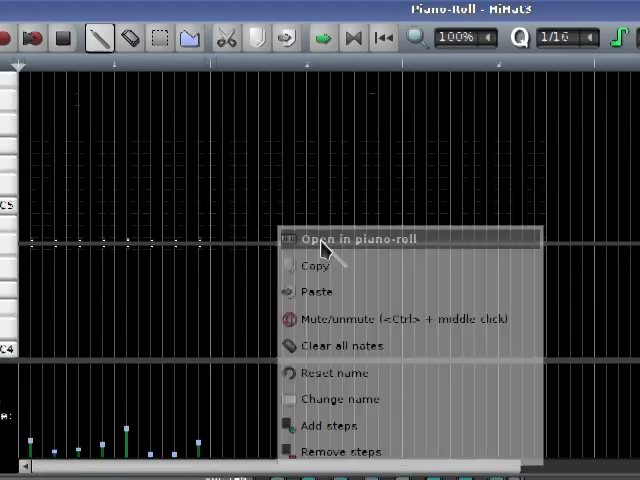 Piano-Roll - HiHat3
100%
Q
1/16
C5
Open in piano-roll
Copy
Paste
Mute/unmute (<Ctrl> + middle click)
Clear all notes
C4
Reset name
Change name
Add steps
Remove steps